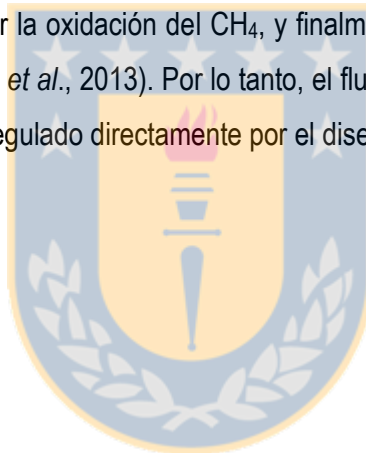 r la oxidación del CH₄, y finalm
et al., 2013). Por lo tanto, el flu
egulado directamente por el dise